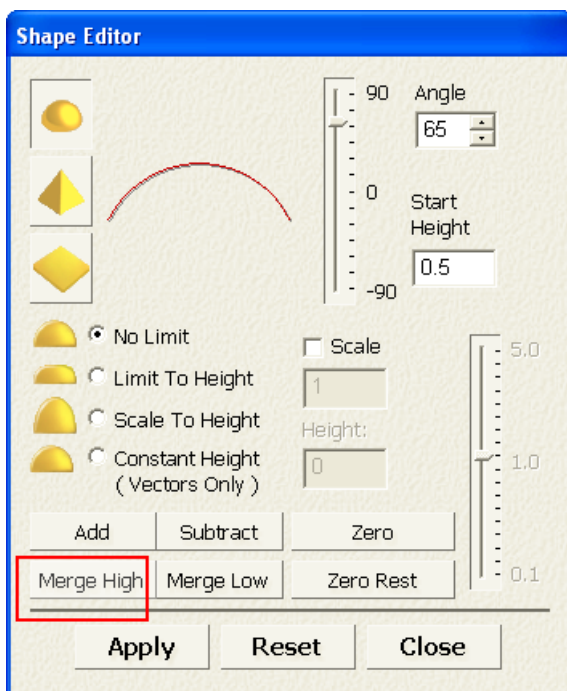 Shape Editor
90
Angle
65
0
Start
Height
0.5
-90
No Limit
Limit To Height
Scale To Height
Constant Height
( Vectors Only )
Scale
1
Height:
0
5.0
1.0
0.1
Add Subtract Zero
Merge High Merge Low Zero Rest
Apply Reset Close